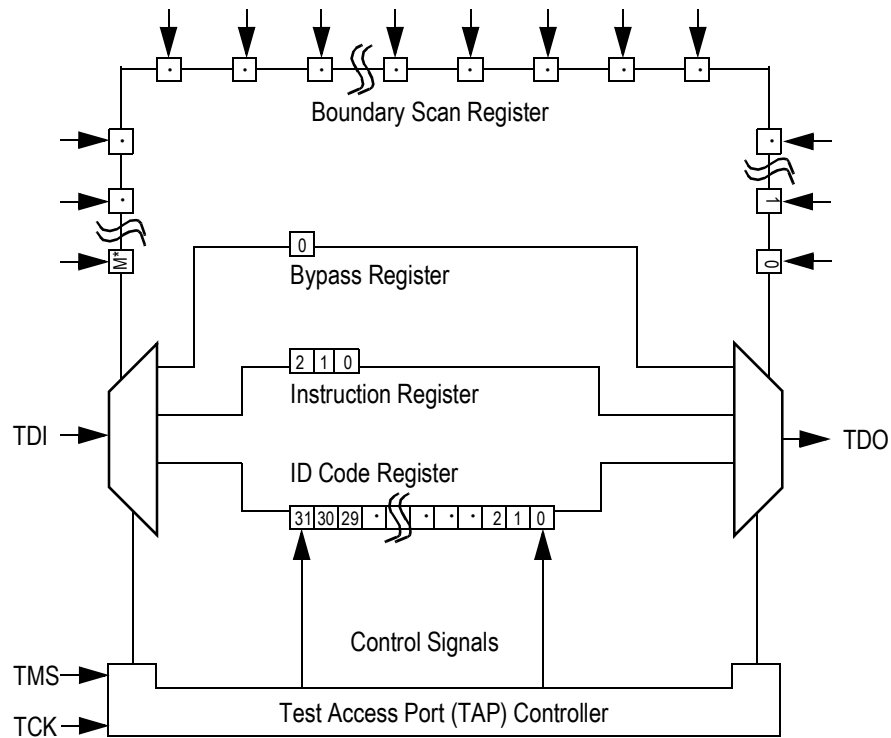 Boundary Scan Register
1
M*
0
0
Bypass Register
2 1 0
Instruction Register
TDI
TDO
ID Code Register
31 30 29 · · · · 2 1 0
Control Signals
TMS
Test Access Port (TAP) Controller
TCK